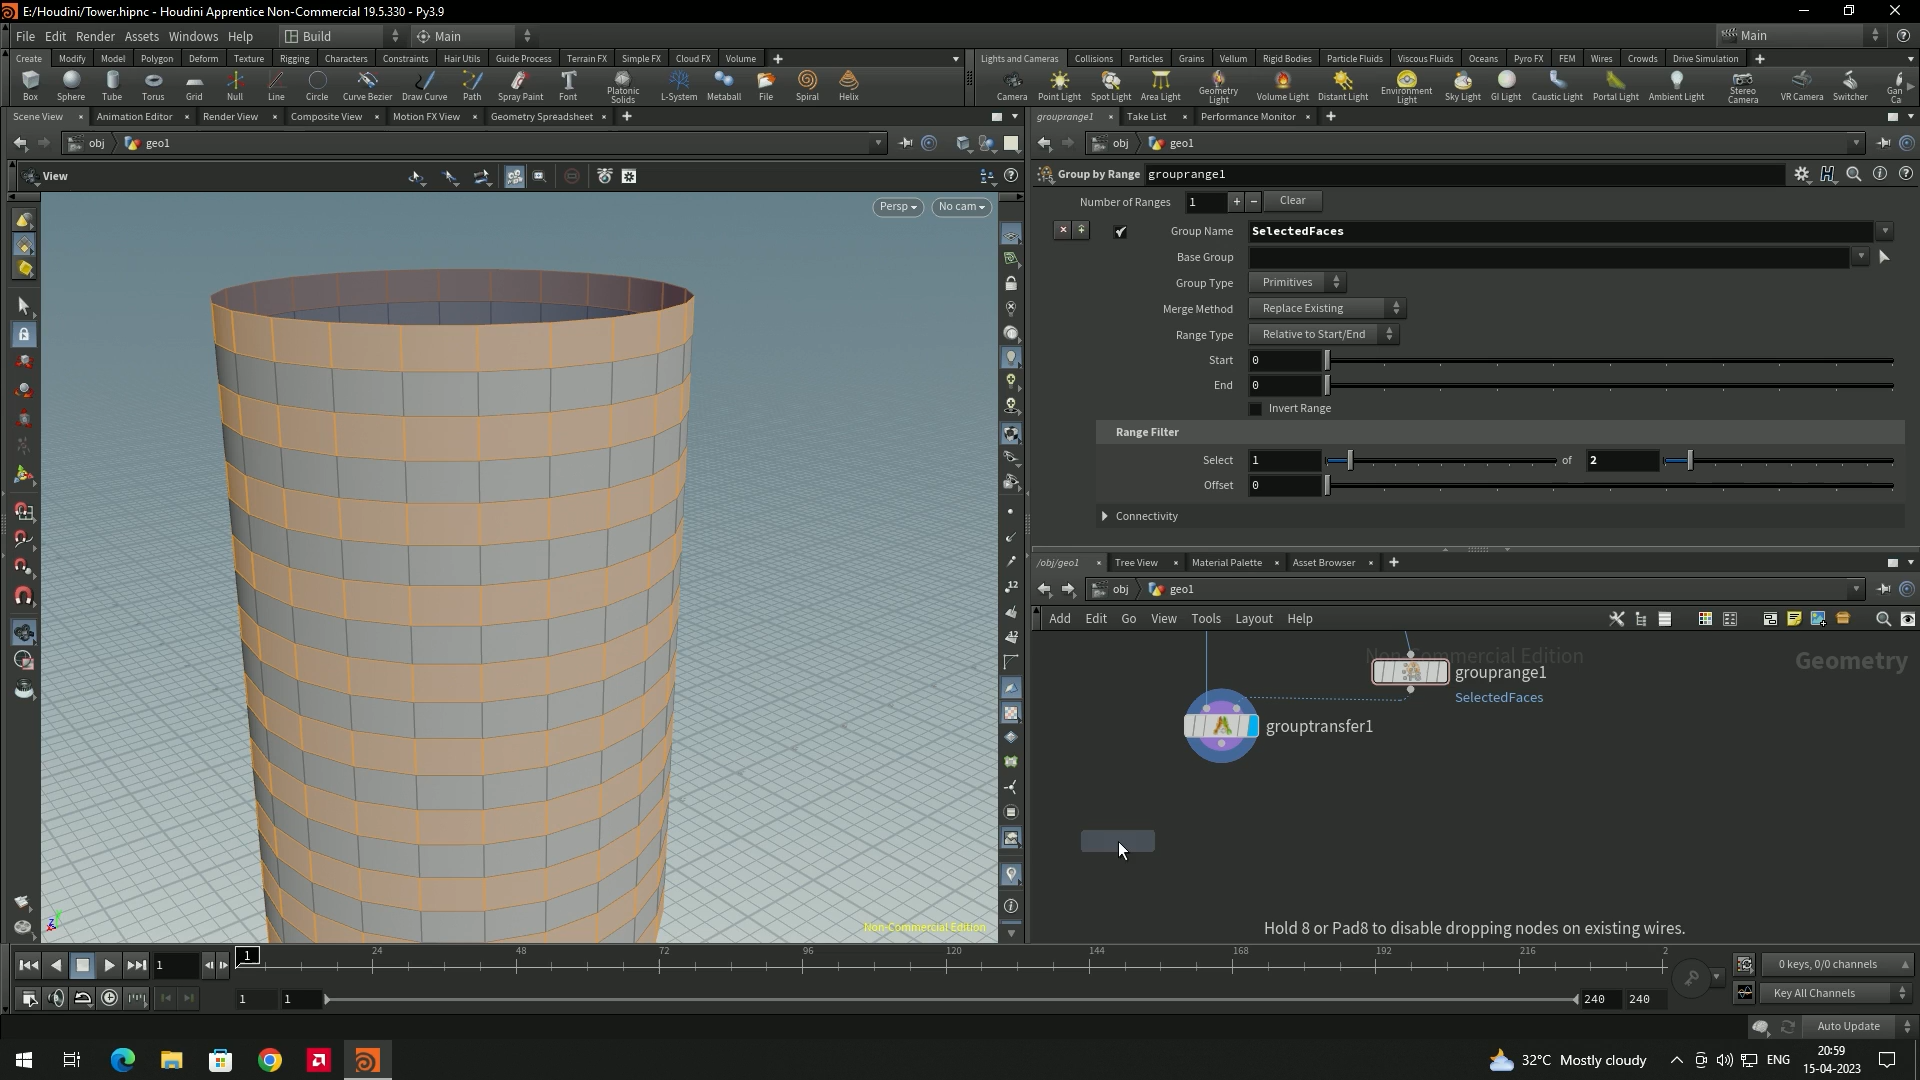 E:/Houdini/Tower.hipnc - Houdini Apprentice Non-Commercial 19.5.330 - Py3.9
File Edit Render Assets Windows Help Build Main Main
Create Modify Model Polygon Deform Texture Rigging Characters Constraints Hair Utils Guide Process Terrain FX Simple FX Cloud FX Volume
Lights and Cameras Collisions Particles Grains Vellum Rigid Bodies Particle Fluids Viscous Fluids Oceans Pyro FX FEM Wires Crowds Drive Simulation
Box Sphere Tube Torus Grid Null Line Circle Curve Bezier Draw Curve Path Spray Paint Font Platonic Solids L-System Metaball File Spiral Helix
Camera Point Light Spot Light Area Light Geometry Light Volume Light Distant Light Environment Light Sky Light GI Light Caustic Light Portal Light Ambient Light Stereo Camera VR Camera Switcher Gan Ca
Scene View Animation Editor Render View Composite View Motion FX View Geometry Spreadsheet
grouprange1 Take List Performance Monitor
obj geo1
obj geo1
View
Group by Range grouprange1
Persp No cam
Number of Ranges 1 Clear
Group Name SelectedFaces
Base Group
Group Type Primitives
Merge Method Replace Existing
Range Type Relative to Start/End
Start 0
End 0
Invert Range
Range Filter
Select 1 of 2
Offset 0
Connectivity
/obj/geo1 Tree View Material Palette Asset Browser
obj geo1
Add Edit Go View Tools Layout Help
Non-Commercial Edition
Geometry
grouprange1
SelectedFaces
grouptransfer1
Non-Commercial Edition
Hold 8 or Pad8 to disable dropping nodes on existing wires.
12
12
1 1 24 48 72 96 120 144 168 192 216 2
0 keys, 0/0 channels
1 1 240 240
Key All Channels
Auto Update
32°C Mostly cloudy
ENG
20:59
15-04-2023